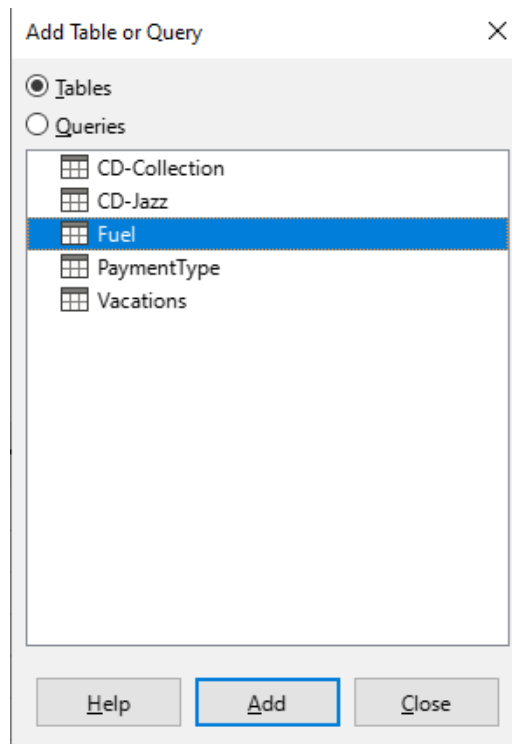 Add Table or Query
Tables
Queries
CD-Collection
CD-Jazz
Fuel
PaymentType
Vacations
Help Add Close